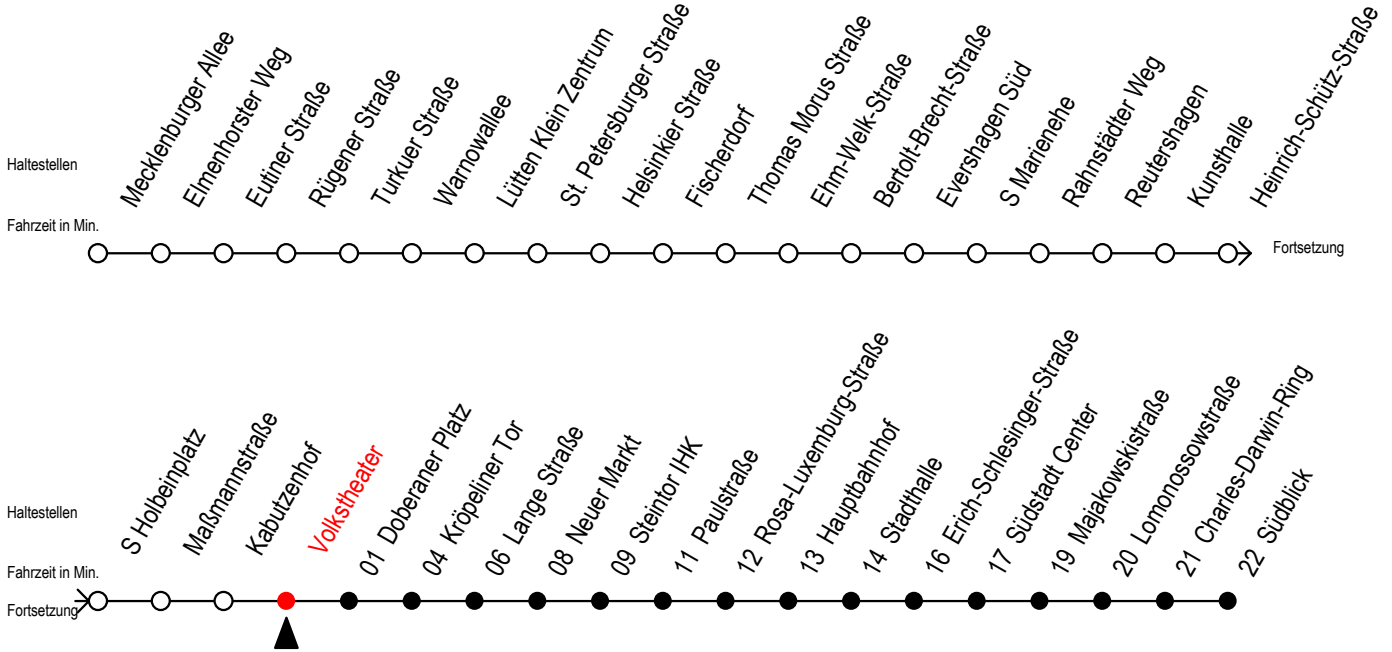 Haltestellen
Mecklenburger Allee
Elmenhorster Weg
Eutiner Straße
Rügener Straße
Turkuer Straße
Warnowallee
Lütten Klein Zentrum
St. Petersburger Straße
Helsinkier Straße
Fischerdorf
Thomas Morus Straße
Ehm-Welk-Straße
Bertolt-Brecht-Straße
Evershagen Süd
S Marienehe
Rahnstädter Weg
Reutershagen
Kunsthalle
Heinrich-Schütz-Straße
Fahrzeit in Min.
Fortsetzung
Haltestellen
S Holbeinplatz
Maßmannstraße
Kabutzenhof
Volkstheater
01 Doberaner Platz
04 Kröpeliner Tor
06 Lange Straße
08 Neuer Markt
09 Steintor IHK
11 Paulstraße
12 Rosa-Luxemburg-Straße
13 Hauptbahnhof
14 Stadthalle
16 Erich-Schlesinger-Straße
17 Südstadt Center
19 Majakowskistraße
20 Lomonossowstraße
21 Charles-Darwin-Ring
22 Südblick
Fahrzeit in Min.
Fortsetzung